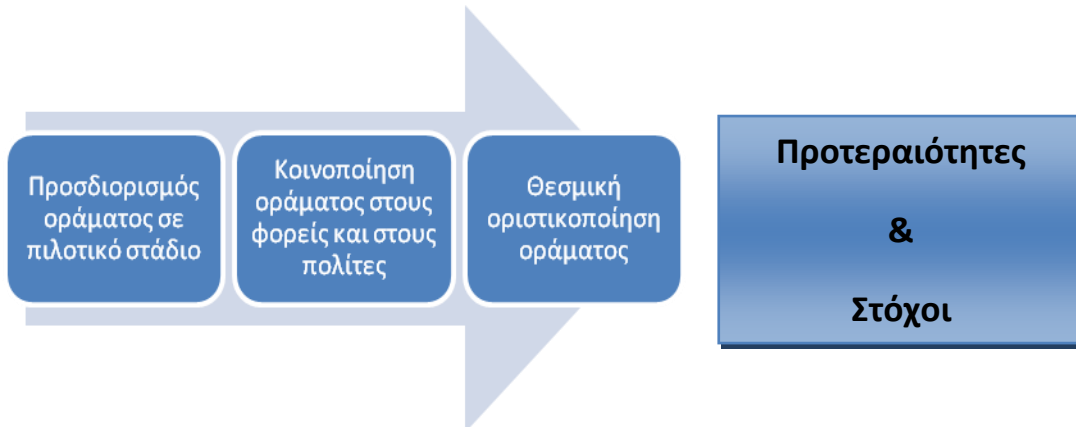 Προσδιορισμός
οράματος σε
πιλοτικό στάδιο
Κοινοποίηση
οράματος στους
φορείς και στους
πολίτες
Θεσμική
οριστικοποίηση
οράματος
Προτεραιότητες
&
Στόχοι